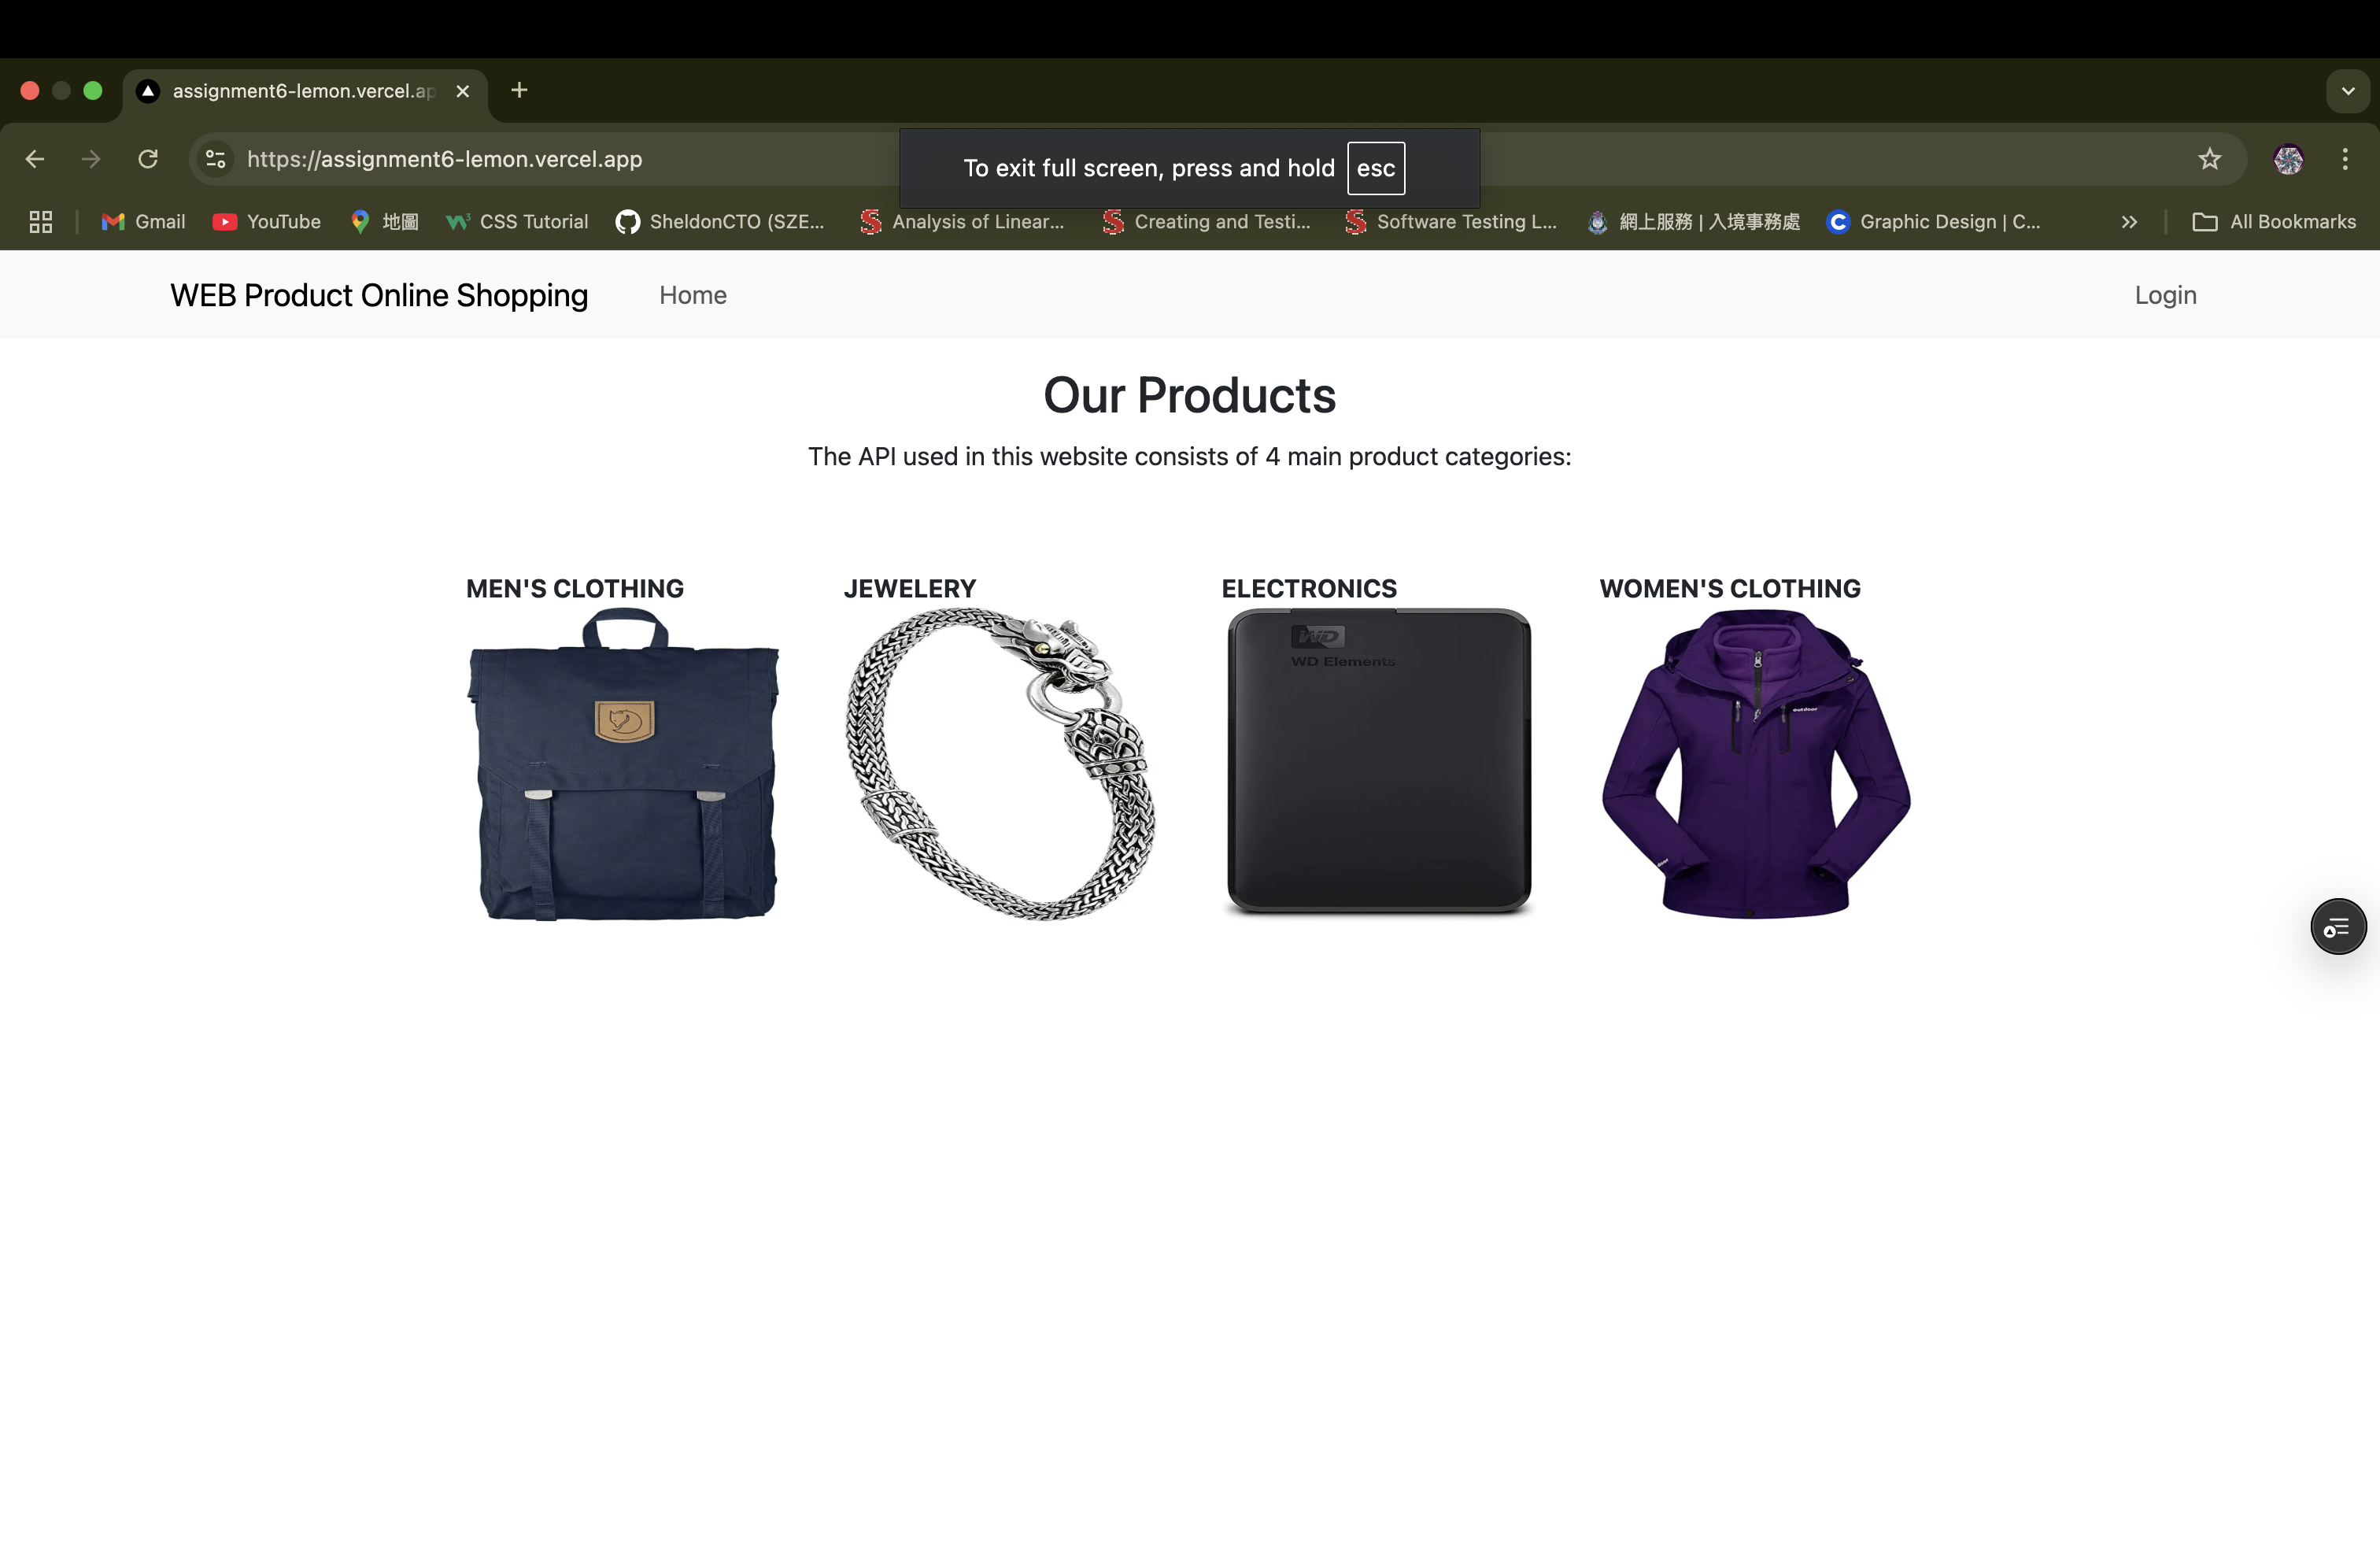 assignment6-lemon.vercel.ap
https://assignment6-lemon.vercel.app
To exit full screen, press and hold esc
Gmail YouTube 地圖 CSS Tutorial SheldonCTO (SZE... Analysis of Linear... Creating and Testi... Software Testing L... 網上服務 | 入境事務處 Graphic Design | C... All Bookmarks
WEB Product Online Shopping Home Login
Our Products
The API used in this website consists of 4 main product categories:
MEN'S CLOTHING JEWELERY ELECTRONICS WOMEN'S CLOTHING
WD
WD Elements
outdoor